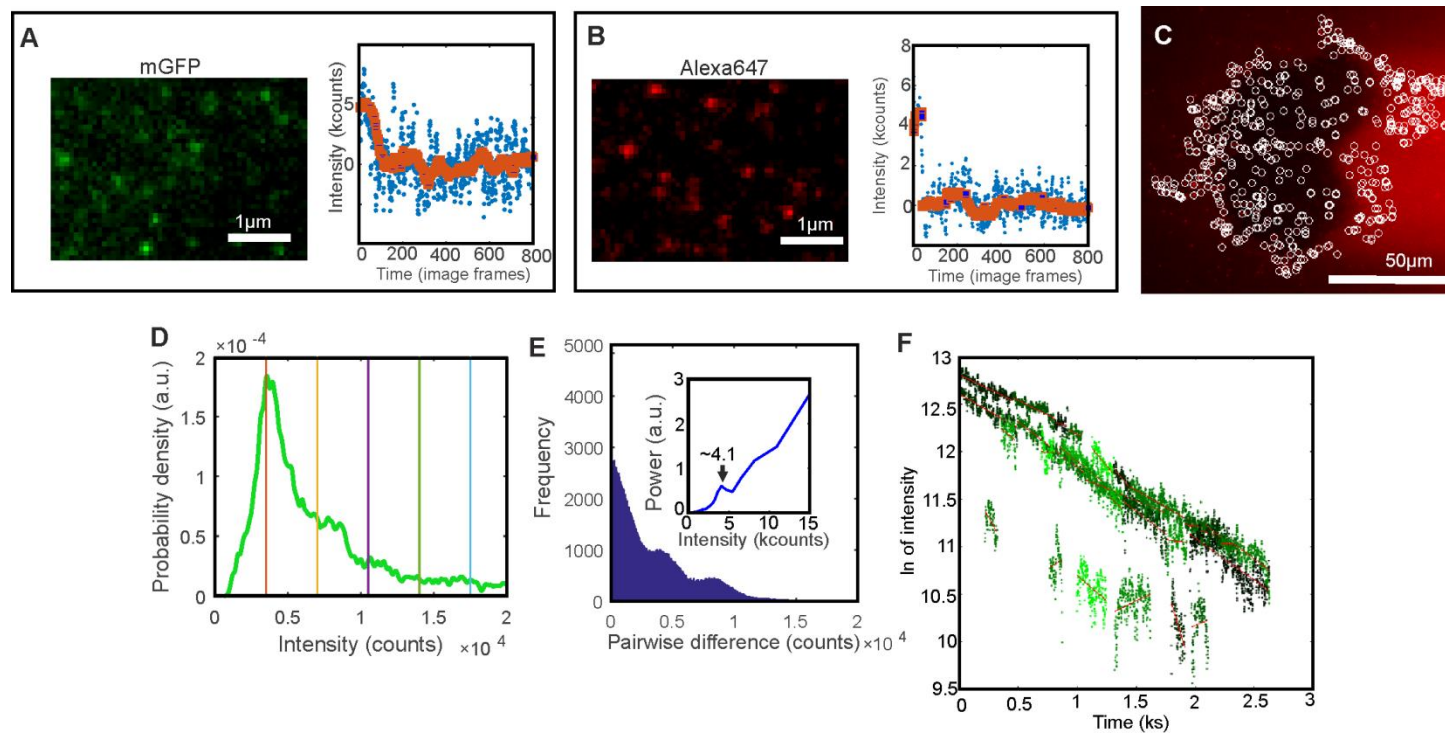 A
mGFP
1µm
Intensity (kcounts)
5
0
0 200 400 600 800
Time (image frames)
B
Alexa647
1µm
Intensity (kcounts)
8
6
4
2
0
0 200 400 600 800
Time (image frames)
C
50µm
D
×10 -4
Probability density (a.u.)
2
1.5
1
0.5
0
0 0.5 1 1.5 20
Intensity (counts) ×10 4
E
Frequency
5000
4000
3000
2000
1000
0
0 0.5 1 1.5 2
Pairwise difference (counts) ×10 4
Power (a.u.)
3
2
1
0
~4.1
0 5 10 15
Intensity (kcounts)
F
ln of intensity
13
12.5
12
11.5
11
10.5
10
9.5
0 0.5 1 1.5 2 2.5 3
Time (ks)